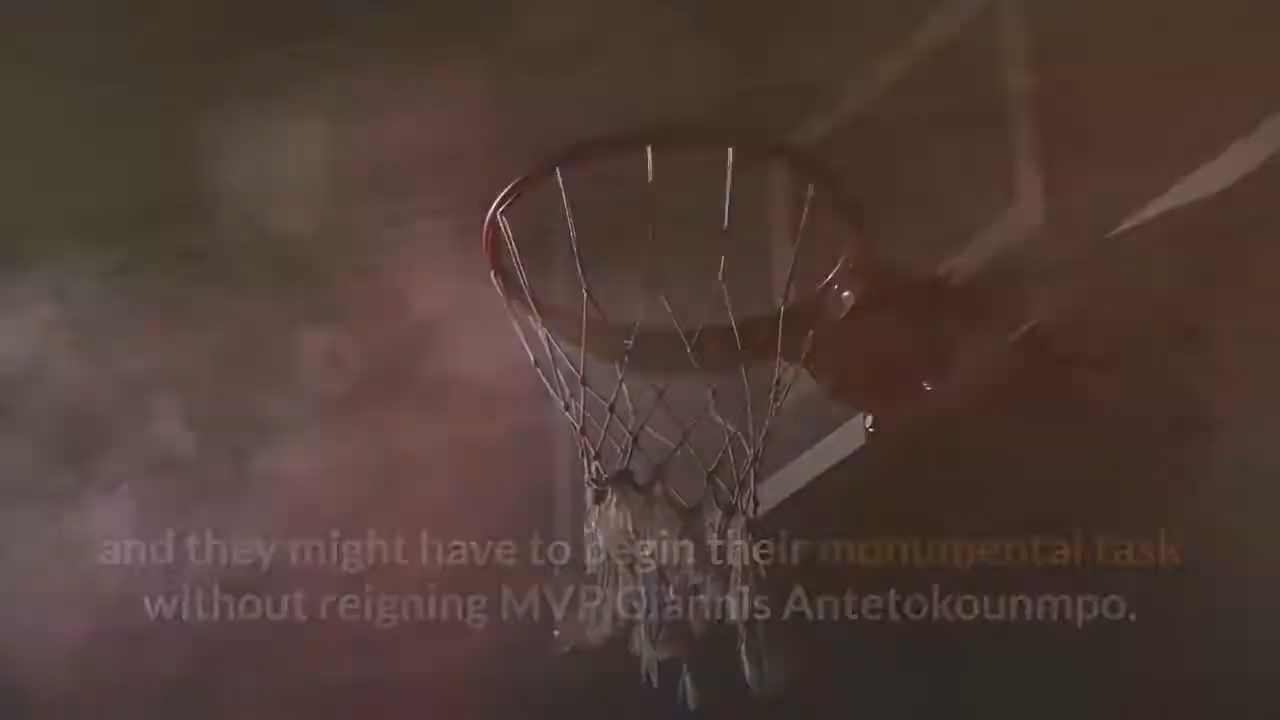 and they might have to begin their monumental task
without reigning MVP Giannis Antetokounmpo.